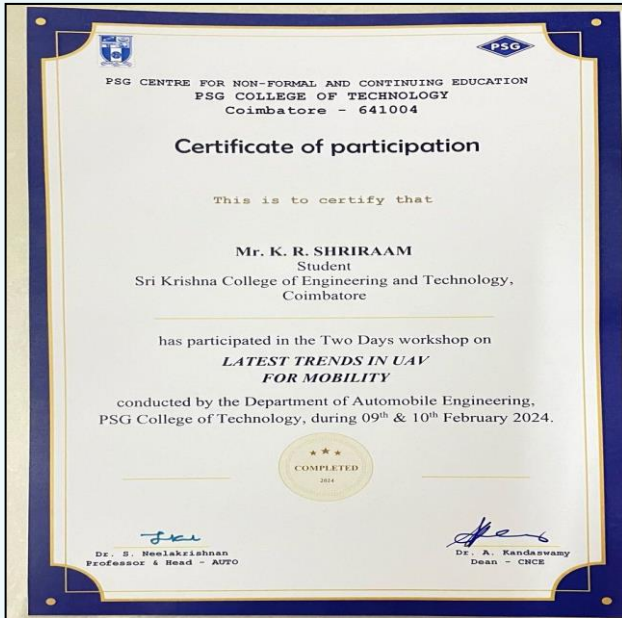 PSG
PSG CENTRE FOR NON-FORMAL AND CONTINUING EDUCATION
PSG COLLEGE OF TECHNOLOGY
Coimbatore - 641004
Certificate of participation
This is to certify that
Mr. K. R. SHRIRAAM
Student
Sri Krishna College of Engineering and Technology,
Coimbatore
has participated in the Two Days workshop on
LATEST TRENDS IN UAV
FOR MOBILITY
conducted by the Department of Automobile Engineering,
PSG College of Technology, during 09th & 10th February 2024.
COMPLETED
2024
Dr. S. Neelakrishnan
Professor & Head - AUTO
Dr. A. Kandaswamy
Dean - CNCE